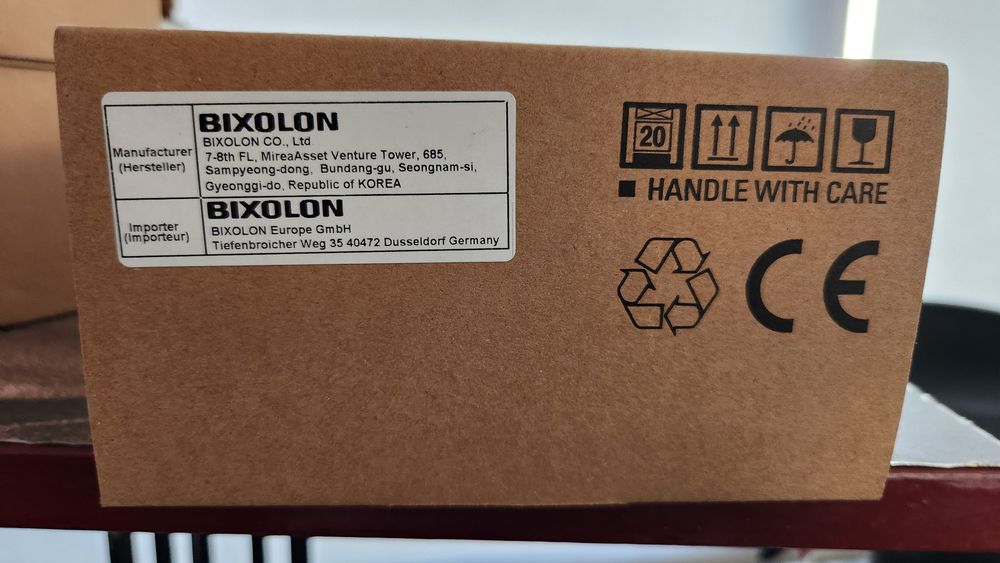 Manufacturer
(Hersteller)
BIXOLON
BIXOLON CO., Ltd
7-8th FL, MireaAsset Venture Tower, 685,
Sampyeong-dong, Bundang-gu, Seongnam-si,
Gyeonggi-do, Republic of KOREA
Importer
(Importeur)
BIXOLON
BIXOLON Europe GmbH
Tiefenbroicher Weg 35 40472 Dusseldorf Germany
20
HANDLE WITH CARE
CE